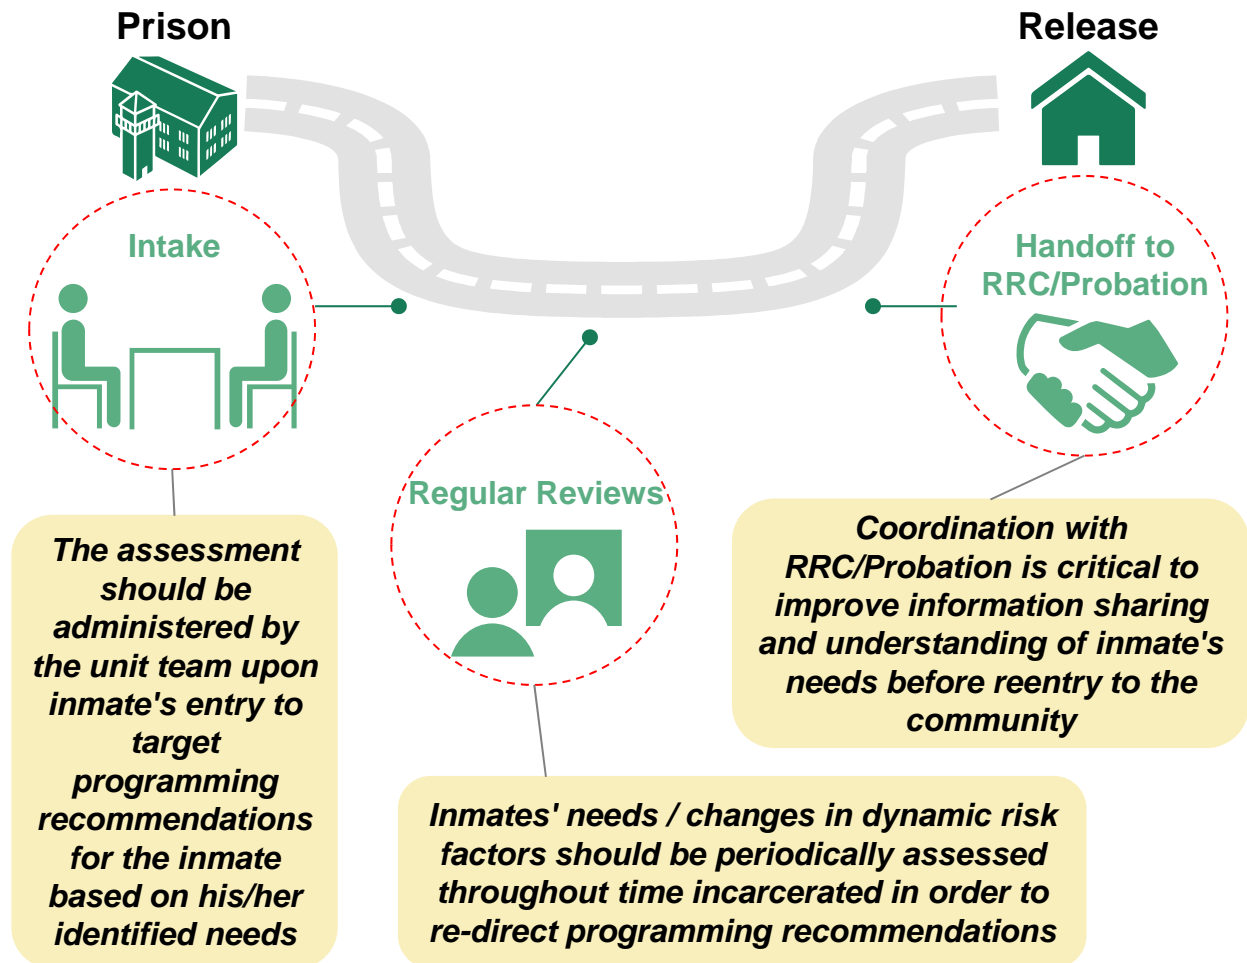 Prison
Release
Intake
Handoff to
RRC/Probation
Regular Reviews
The assessment
should be
administered by
the unit team upon
inmate's entry to
target
programming
recommendations
for the inmate
based on his/her
identified needs
Coordination with
RRC/Probation is critical to
improve information sharing
and understanding of inmate's
needs before reentry to the
community
Inmates' needs / changes in dynamic risk
factors should be periodically assessed
throughout time incarcerated in order to
re-direct programming recommendations